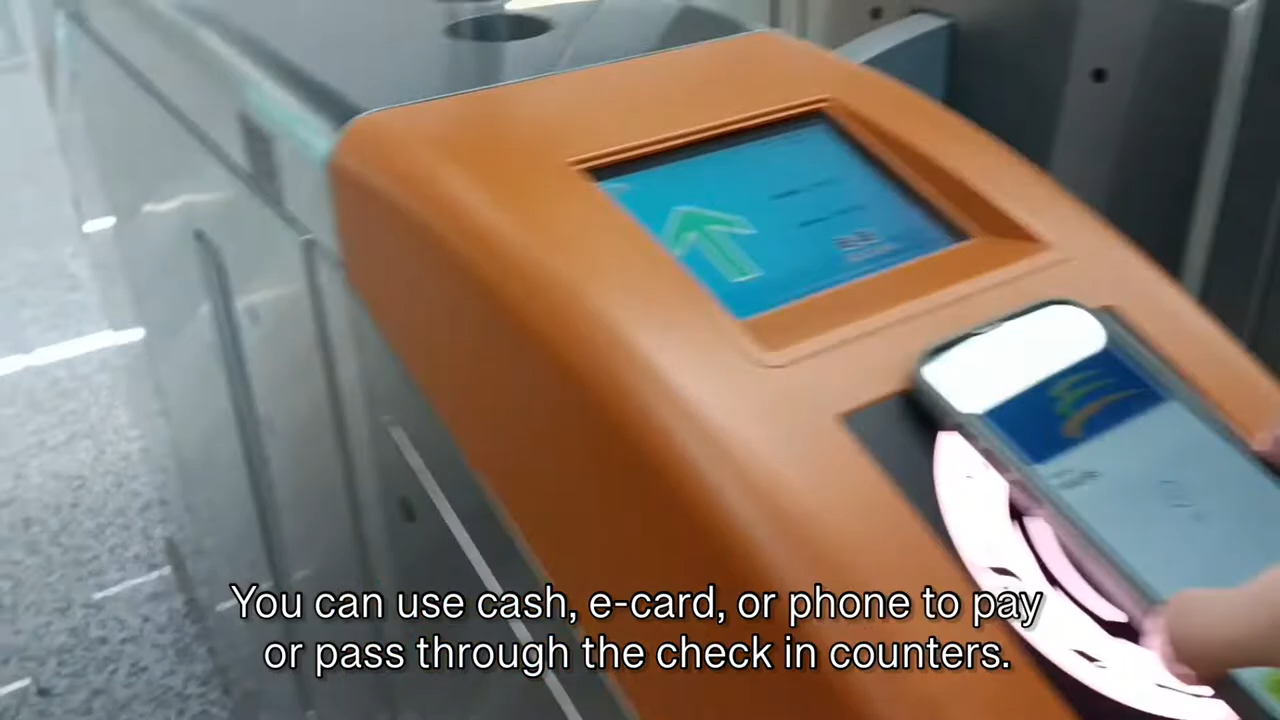 You can use cash, e-card, or phone to pay
or pass through the check in counters.